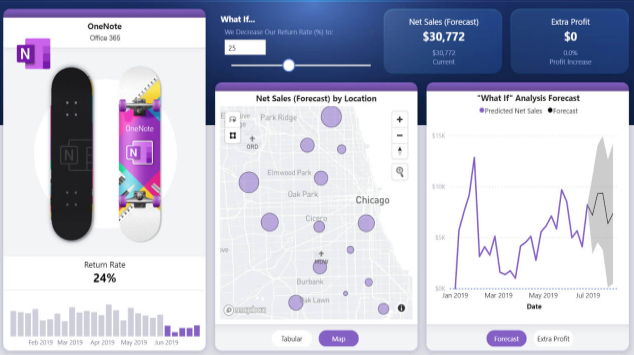 OneNote
Office 365
N
OneNote
N
N
Return Rate
24%
Feb 2019 Mar 2019 Apr 2019 May 2019 Jun 2019
What If...
We Decrease Our Return Rate (%) to:
25
Net Sales (Forecast)
$30,772
$30,772
Current
Extra Profit
$0
0.0%
Profit Increase
Net Sales (Forecast) by Location
Park Ridge
ORD
Elmwood Park
Oak Park
Chicago
Cicero
Burbank
Oak Lawn
mapbox
Tabular
Map
"What If" Analysis Forecast
Predicted Net Sales Forecast
$15K
$10K
$5K
$0K
Jan 2019 Mar 2019 May 2019 Jul 2019
Date
Forecast
Extra Profit